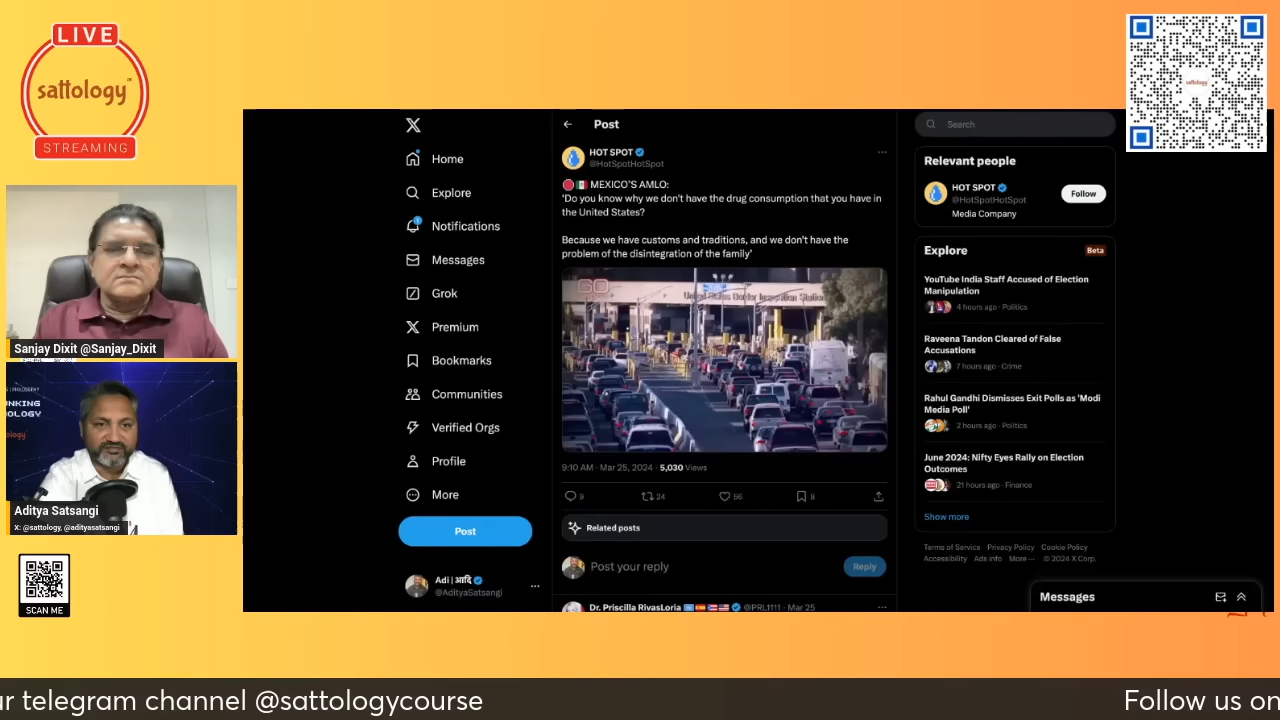 LIVE
sattology™
STREAMING
Sanjay Dixit @Sanjay_Dixit
Aditya Satsangi
X: @sattology, @adityasatsangi
SCAN ME
Home
Explore
Notifications
Messages
Grok
Premium
Bookmarks
Communities
Verified Orgs
Profile
More
Post
Adi | आदि
@AdityaSatsangi
Post
HOT SPOT
@HotSpotHotSpot
MEXICO'S AMLO:
'Do you know why we don't have the drug consumption that you have in
the United States?
Because we have customs and traditions, and we don't have the
problem of the disintegration of the family'
60
United States Border Inspection Station
9:10 AM · Mar 25, 2024 · 5,030 Views
9
24
56
8
Related posts
Post your reply
Reply
Dr. Priscilla RivasLoria @PRL1111 · Mar 25
Search
Relevant people
HOT SPOT
@HotSpotHotSpot
Media Company
Follow
Explore
Beta
YouTube India Staff Accused of Election
Manipulation
4 hours ago · Politics
Raveena Tandon Cleared of False
Accusations
7 hours ago · Crime
Rahul Gandhi Dismisses Exit Polls as 'Modi
Media Poll'
2 hours ago · Politics
June 2024: Nifty Eyes Rally on Election
Outcomes
21 hours ago · Finance
Show more
Terms of Service Privacy Policy Cookie Policy
Accessibility Ads info More ··· © 2024 X Corp.
Messages
ur telegram channel @sattologycourse
Follow us on